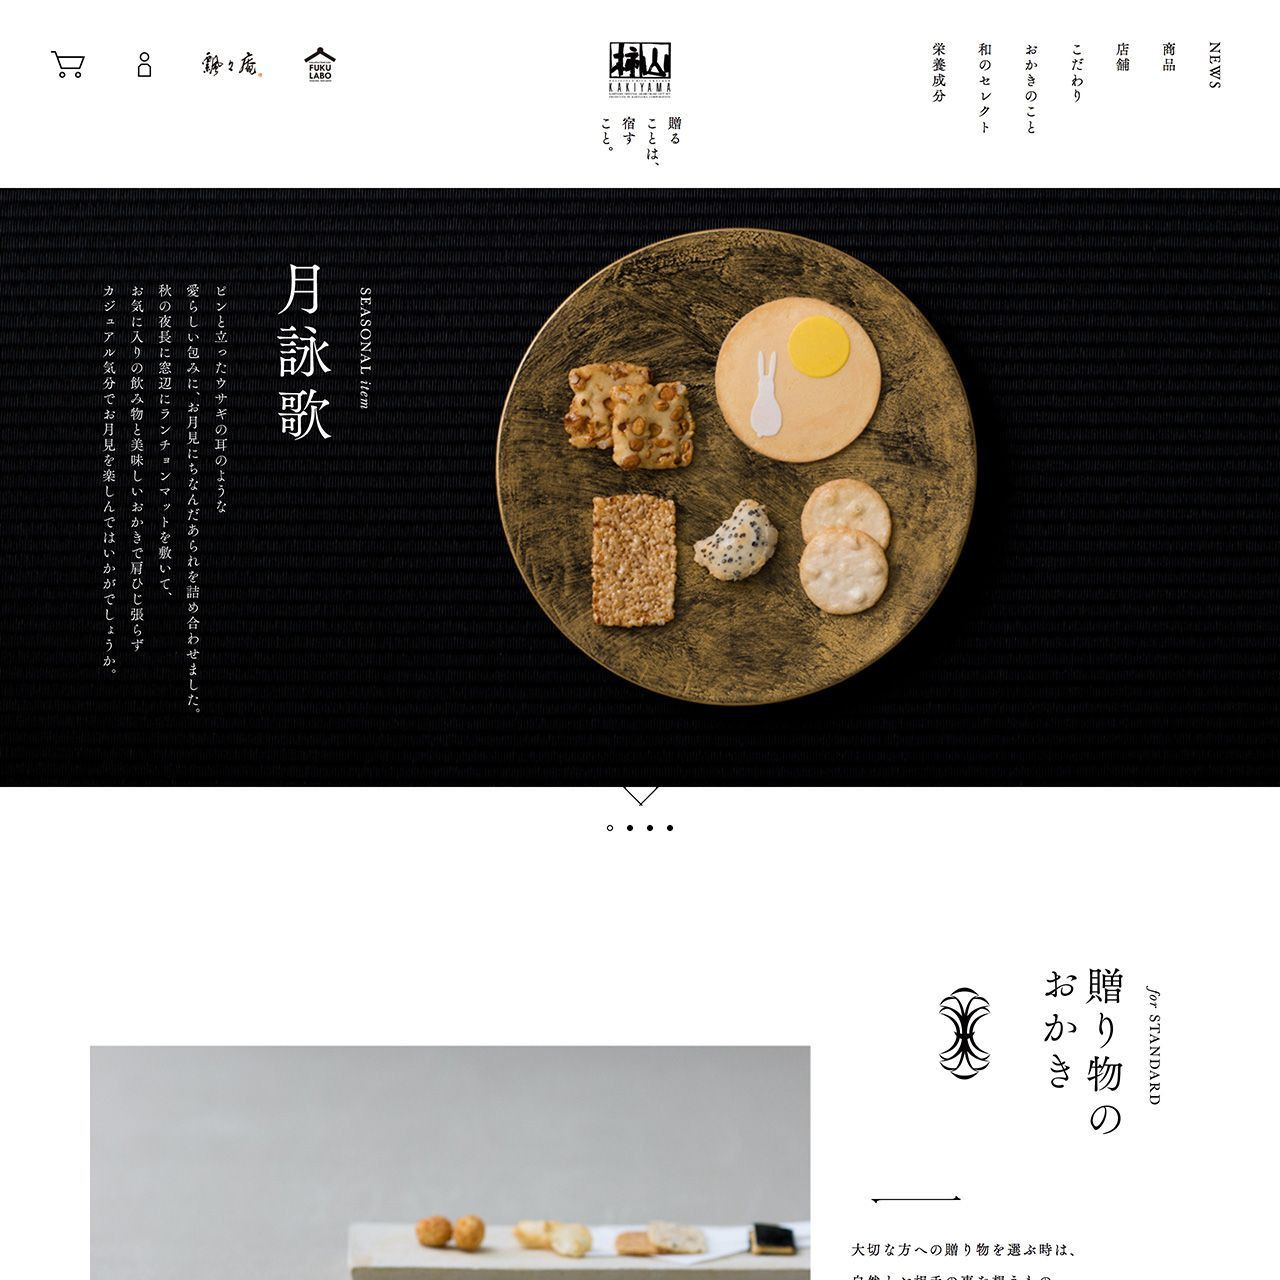 NEWS
商品
店舗
こだわり
おかきのこと
和のセレクト
栄養成分
柿山
KAKIYAMA
贈る
ことは、
宿す
こと。
FUKU
LABO
SEASONAL item
月詠歌
ピンと立ったウサギの耳のような
愛らしい包みに、お月見にちなんだあられを詰め合わせました。
秋の夜長に窓辺にランチョンマットを敷いて、
お気に入りの飲み物と美味しいおかきで肩ひじ張らず
カジュアル気分でお月見を楽しんではいかがでしょうか。
for STANDARD
贈り物の
おかき
大切な方への贈り物を選ぶ時は、